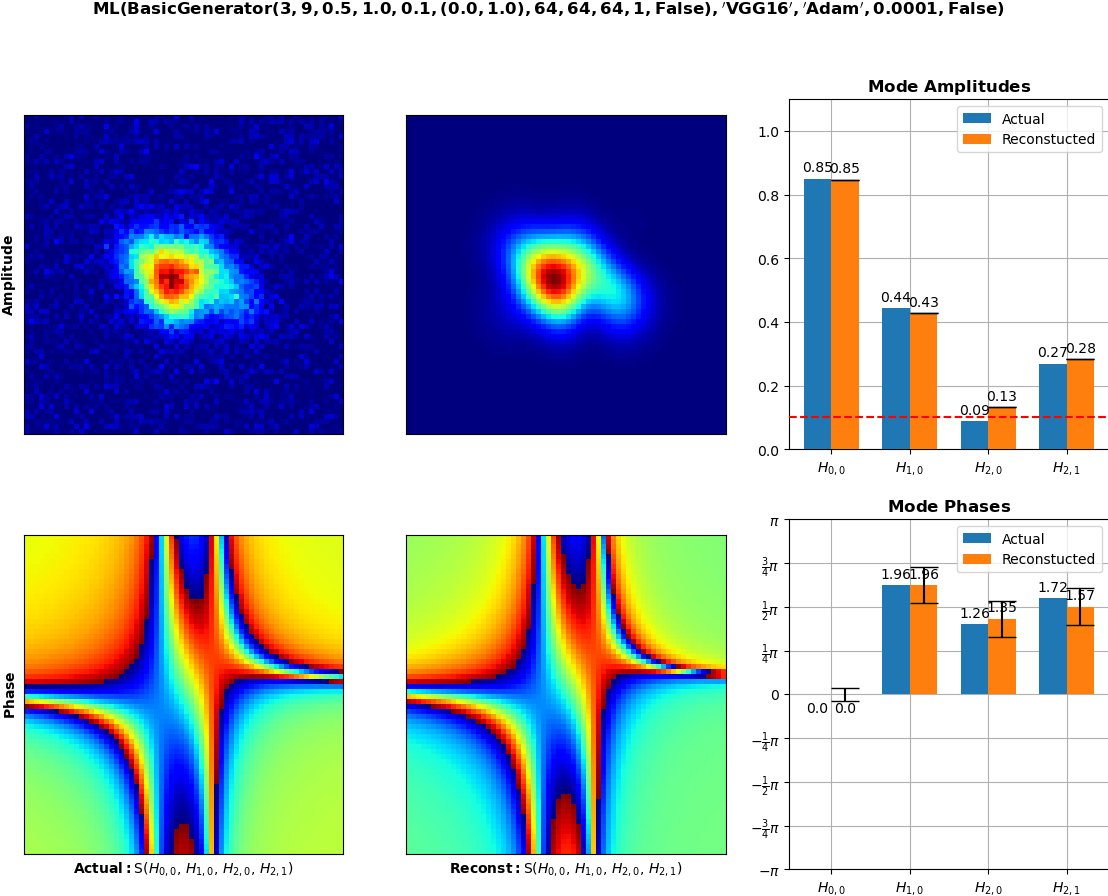 ML(BasicGenerator(3, 9, 0.5, 1.0, 0.1, (0.0, 1.0), 64, 64, 64, 1, False), ′VGG16′, ′Adam′, 0.0001, False)
Amplitude
Mode Amplitudes
Actual
Reconstucted
1.0
0.8
0.6
0.4
0.2
0.0
0.85 0.85
0.44 0.43
0.09 0.13
0.27 0.28
H0,0 H1,0 H2,0 H2,1
Phase
Actual: S(H0,0, H1,0, H2,0, H2,1)
Reconst: S(H0,0, H1,0, H2,0, H2,1)
Mode Phases
Actual
Reconstucted
π
3/4π
1/2π
1/4π
0
−1/4π
−1/2π
−3/4π
−π
0.0 0.0
1.96 1.96
1.26 1.35
1.72 1.57
H0,0 H1,0 H2,0 H2,1